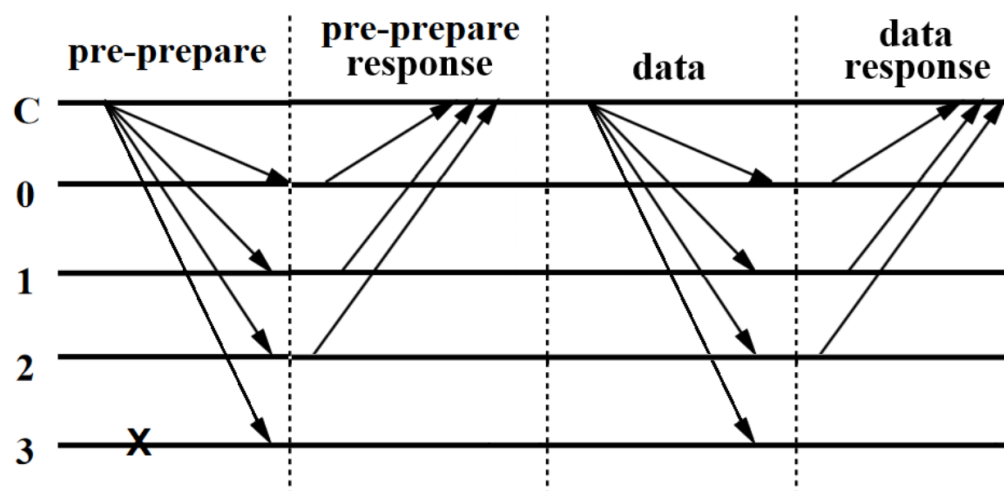 pre-prepare
pre-prepare
response
data
data
response
C
0
1
2
3
X